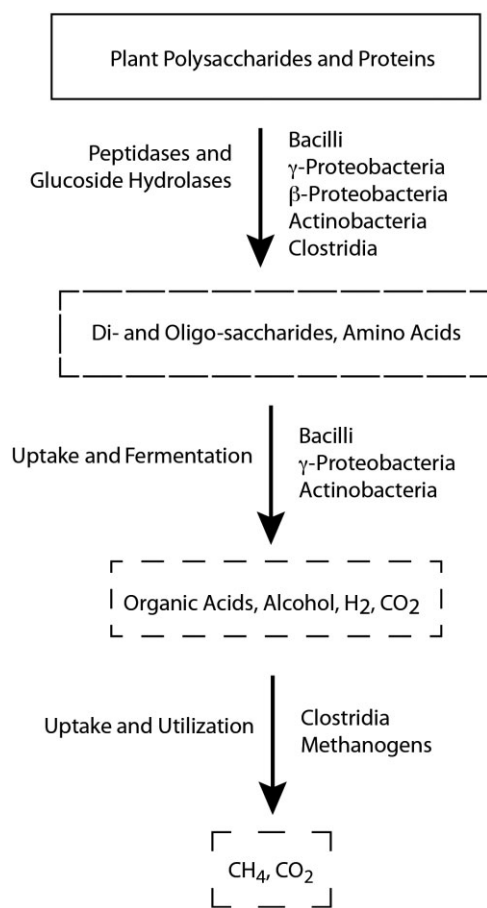 Plant Polysaccharides and Proteins
Peptidases and
Glucoside Hydrolases
Bacilli
γ-Proteobacteria
β-Proteobacteria
Actinobacteria
Clostridia
Di- and Oligo-saccharides, Amino Acids
Uptake and Fermentation
Bacilli
γ-Proteobacteria
Actinobacteria
Organic Acids, Alcohol, H2, CO2
Uptake and Utilization
Clostridia
Methanogens
CH4, CO2